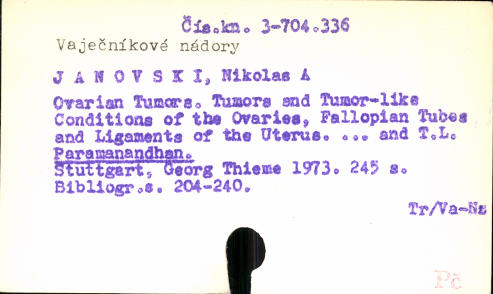 Čís.kn. 3-704.336
Vaječníkové nádory
J A N O V S K I, Nikolas A
Ovarian Tumors. Tumors and Tumor-like
Conditions of the Ovaries, Fallopian Tubes
and Ligaments of the Uterus. ... and T.L.
Paramanandhan.
Stuttgart, Georg Thieme 1973. 245 s.
Bibliogr.s. 204-240.
Tr/Va-Nz
Pč